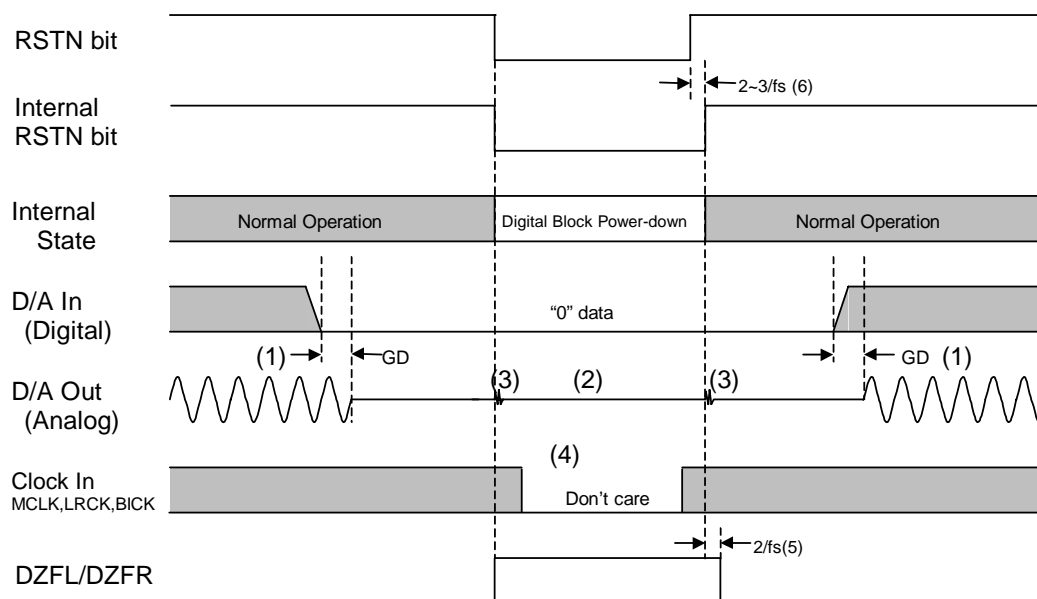 RSTN bit
2~3/fs (6)
Internal
RSTN bit
Internal
State
Normal Operation
Digital Block Power-down
Normal Operation
D/A In
(Digital)
“0” data
(1)
GD
GD
(1)
D/A Out
(Analog)
(3)
(2)
(3)
(4)
Clock In
MCLK,LRCK,BICK
Don’t care
2/fs(5)
DZFL/DZFR